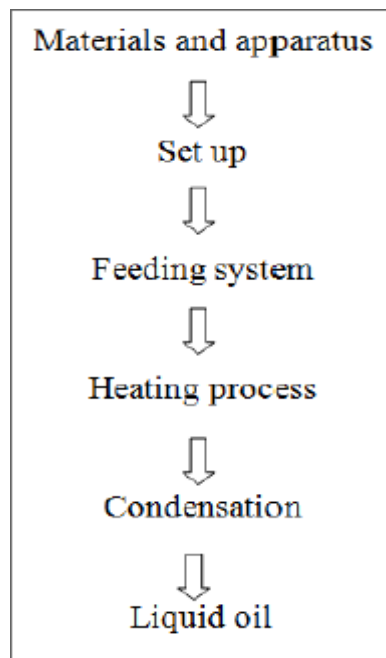 Materials and apparatus
Set up
Feeding system
Heating process
Condensation
Liquid oil